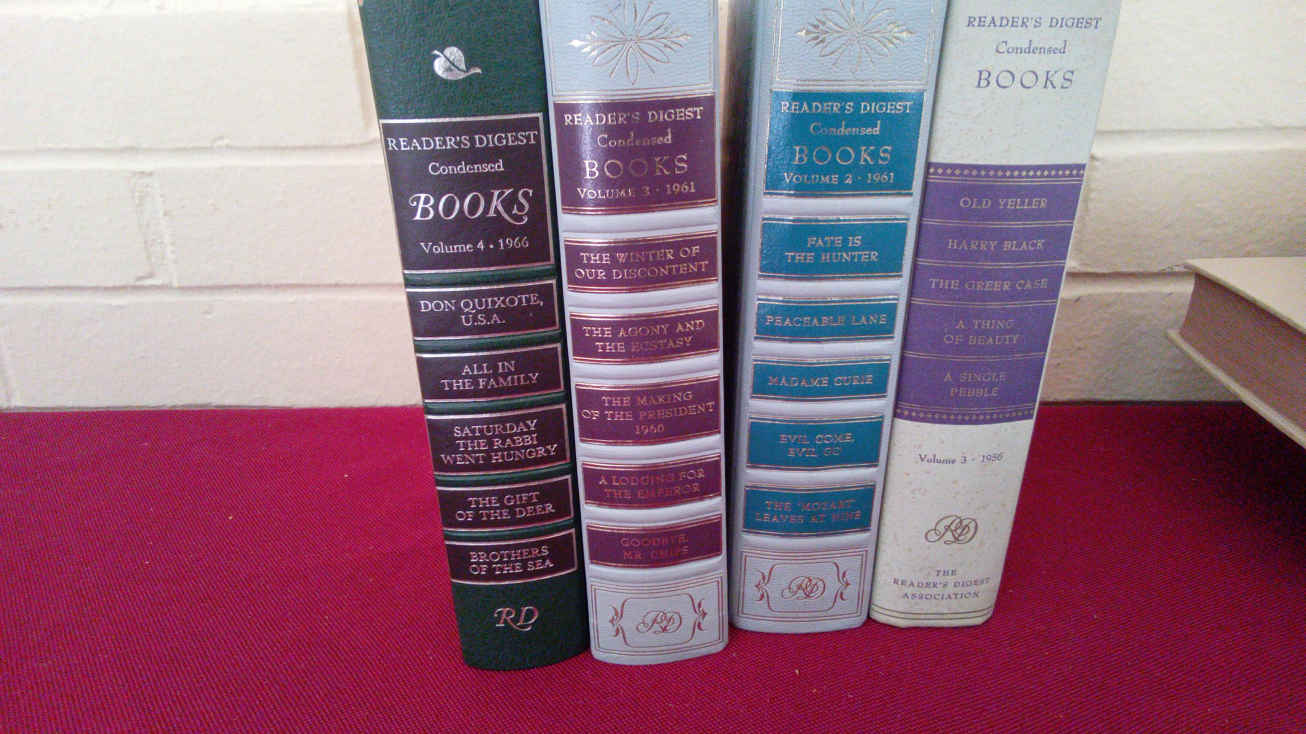 READER'S DIGEST
Condensed
BOOKS
Volume 4 • 1966
DON QUIXOTE,
U.S.A.
ALL IN
THE FAMILY
SATURDAY
THE RABBI
WENT HUNGRY
THE GIFT
OF THE DEER
BROTHERS
OF THE SEA
RD
READER'S DIGEST
Condensed
BOOKS
VOLUME 3 · 1961
THE WINTER OF
OUR DISCONTENT
THE AGONY AND
THE ECSTASY
THE MAKING
OF THE PRESIDENT
1960
A LODGING FOR
THE EMPEROR
GOODBYE,
MR. CHIPS
RD
READER'S DIGEST
Condensed
BOOKS
VOLUME 2 · 1961
FATE IS
THE HUNTER
PEACEABLE LANE
MADAME CURIE
EVIL COME,
EVIL GO
THE 'MOZART'
LEAVES AT NINE
RD
READER'S DIGEST
Condensed
BOOKS
OLD YELLER
HARRY BLACK
THE GREER CASE
A THING
OF BEAUTY
A SINGLE
PEBBLE
Volume 3 · 1956
RD
THE
READER'S DIGEST
ASSOCIATION